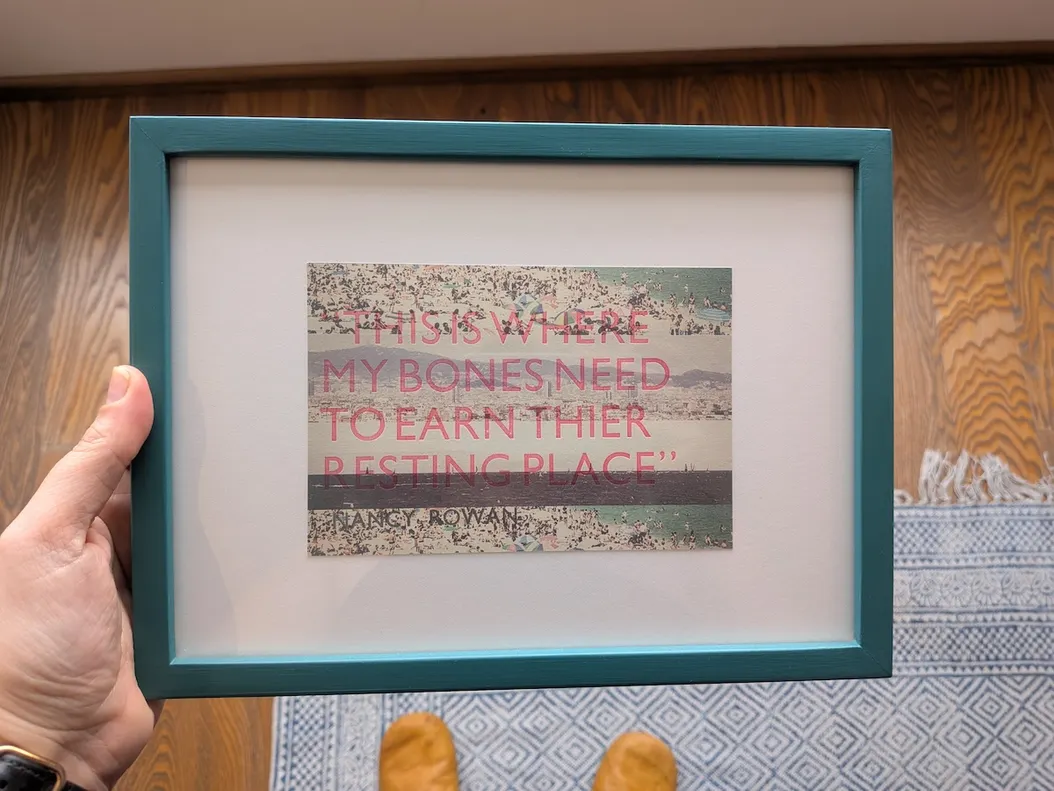 "THIS IS WHERE
MY BONES NEED
TO EARN THIER
RESTING PLACE"
NANCY ROWAN